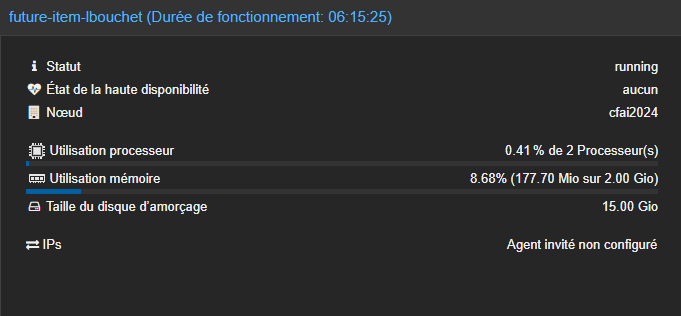 future-item-lbouchet (Durée de fonctionnement: 06:15:25)
Statut running
État de la haute disponibilité aucun
Nœud cfai2024
Utilisation processeur 0.41 % de 2 Processeur(s)
Utilisation mémoire 8.68% (177.70 Mio sur 2.00 Gio)
Taille du disque d'amorçage 15.00 Gio
IPs Agent invité non configuré